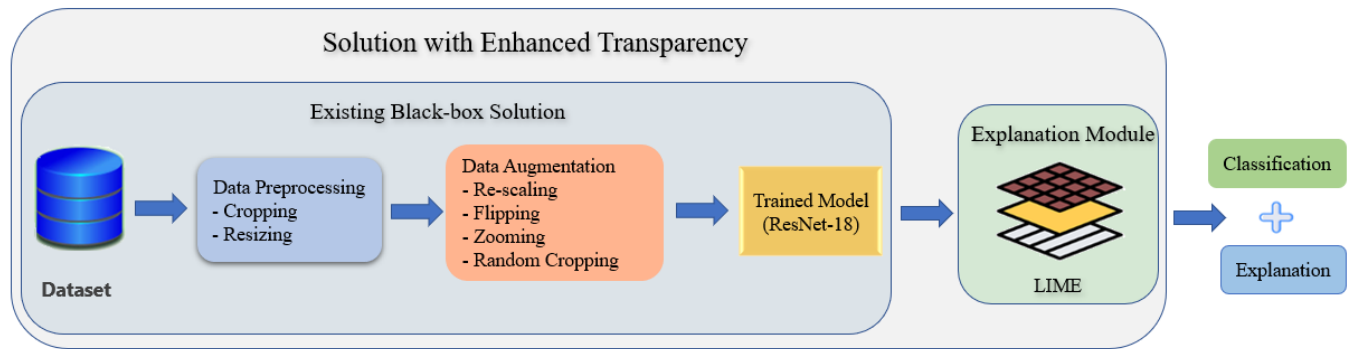 Solution with Enhanced Transparency
Existing Black-box Solution
Dataset
Data Preprocessing
- Cropping
- Resizing
Data Augmentation
- Re-scaling
- Flipping
- Zooming
- Random Cropping
Trained Model
(ResNet-18)
Explanation Module
LIME
Classification
Explanation